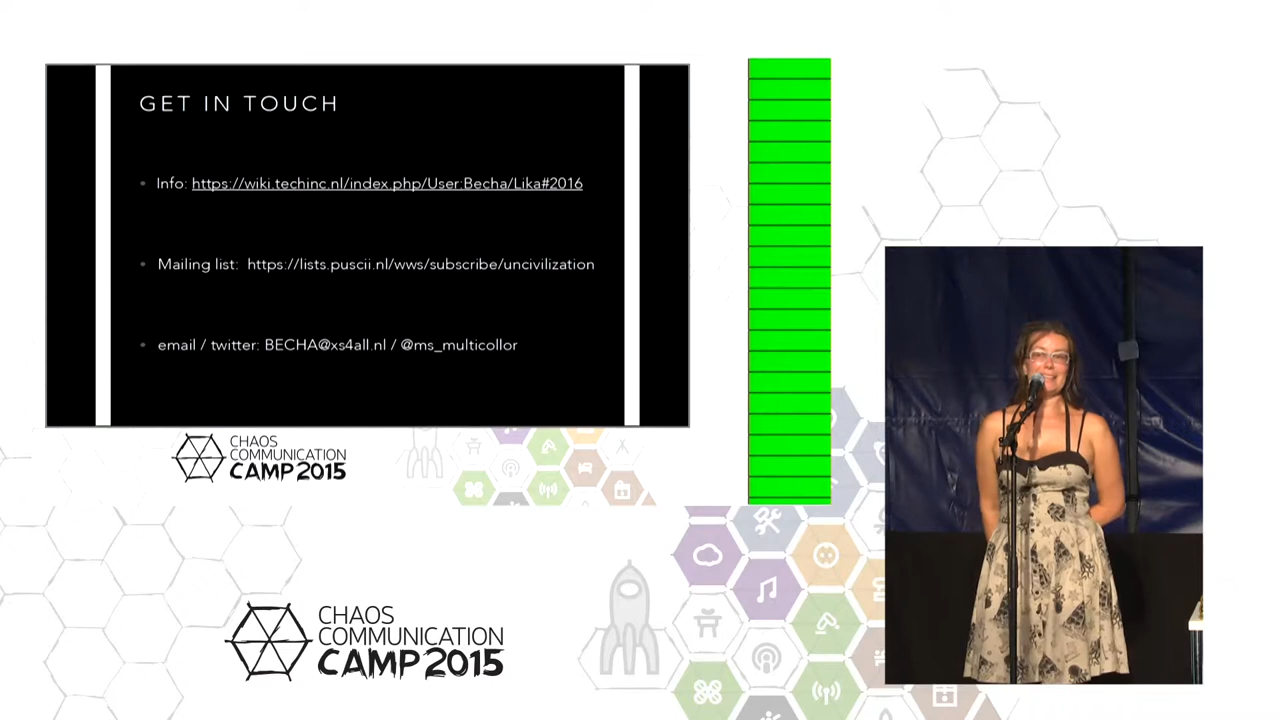 GET IN TOUCH
• Info: https://wiki.techinc.nl/index.php/User:Becha/Lika#2016
• Mailing list: https://lists.puscii.nl/wws/subscribe/uncivilization
• email / twitter: BECHA@xs4all.nl / @ms_multicollor
CHAOS
COMMUNICATION
CAMP 2015
CHAOS
COMMUNICATION
CAMP 2015